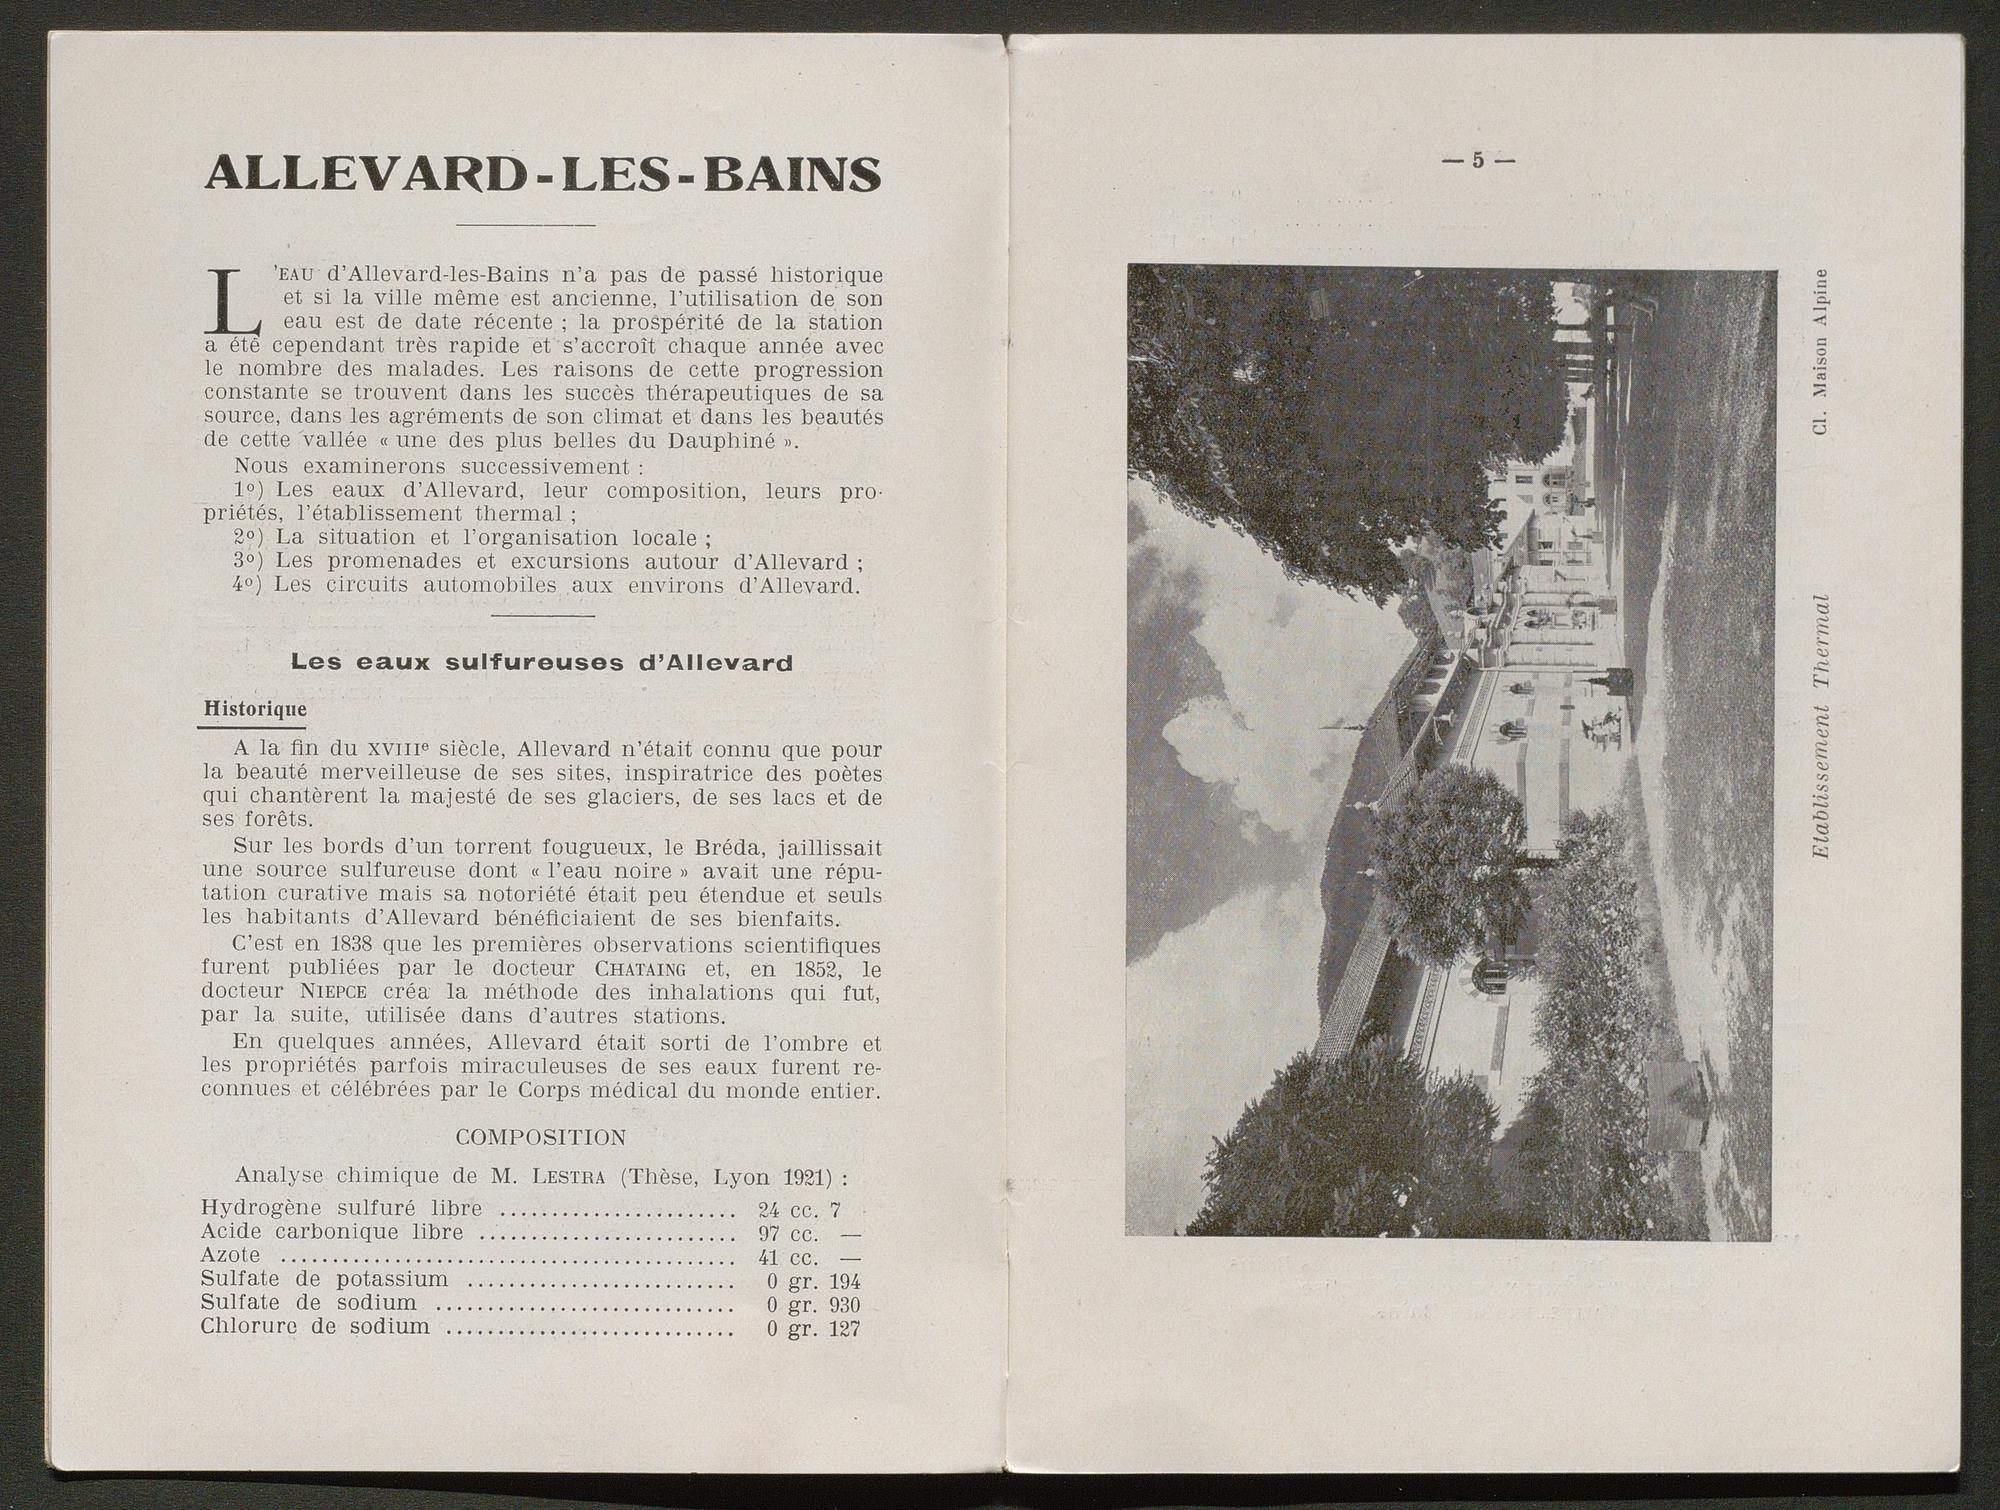 ALLEVARD-LES-BAINS
L'EAU d'Allevard-les-Bains n'a pas de passé historique
et si la ville même est ancienne, l'utilisation de son
eau est de date récente ; la prospérité de la station
a été cependant très rapide et s'accroît chaque année avec
le nombre des malades. Les raisons de cette progression
constante se trouvent dans les succès thérapeutiques de sa
source, dans les agréments de son climat et dans les beautés
de cette vallée « une des plus belles du Dauphiné ».
Nous examinerons successivement :
1º) Les eaux d'Allevard, leur composition, leurs pro-
priétés, l'établissement thermal ;
2º) La situation et l'organisation locale ;
3º) Les promenades et excursions autour d'Allevard ;
4º) Les circuits automobiles aux environs d'Allevard.
Les eaux sulfureuses d'Allevard
Historique
A la fin du XVIIIe siècle, Allevard n'était connu que pour
la beauté merveilleuse de ses sites, inspiratrice des poètes
qui chantèrent la majesté de ses glaciers, de ses lacs et de
ses forêts.
Sur les bords d'un torrent fougueux, le Bréda, jaillissait
une source sulfureuse dont « l'eau noire » avait une répu-
tation curative mais sa notoriété était peu étendue et seuls
les habitants d'Allevard bénéficiaient de ses bienfaits.
C'est en 1838 que les premières observations scientifiques
furent publiées par le docteur CHATAING et, en 1852, le
docteur NIEPCE créa la méthode des inhalations qui fut,
par la suite, utilisée dans d'autres stations.
En quelques années, Allevard était sorti de l'ombre et
les propriétés parfois miraculeuses de ses eaux furent re-
connues et célébrées par le Corps médical du monde entier.
COMPOSITION
Analyse chimique de M. LESTRA (Thèse, Lyon 1921) :
Hydrogène sulfuré libre ....................... 24 cc. 7
Acide carbonique libre ......................... 97 cc. —
Azote ............................................ 41 cc. —
Sulfate de potassium .......................... 0 gr. 194
Sulfate de sodium ............................. 0 gr. 930
Chlorure de sodium ............................ 0 gr. 127
— 5 —
Cl. Maison Alpine
Etablissement Thermal